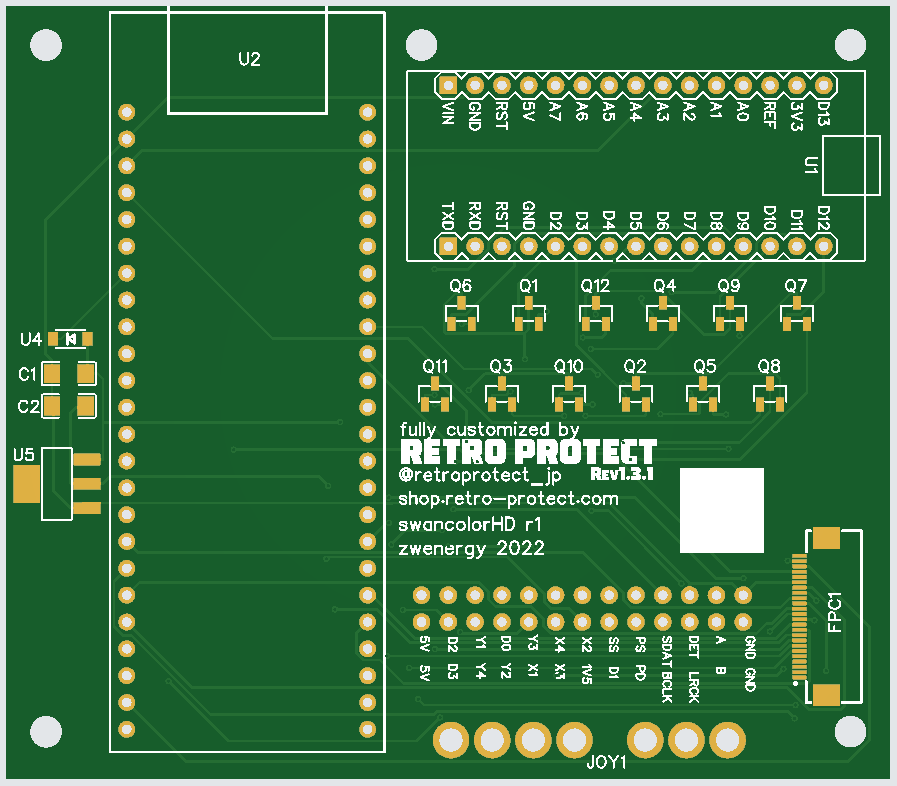 U2
VIN GND RST 5V A7 A6 A5 A4 A3 A2 A1 A0 REF 3V3 D13
U1
TXD RXD RST GND D2 D3 D4 D5 D6 D7 D8 D9 D10 D11 D12
Q6 Q1 Q12 Q4 Q9 Q7
U4
Q11 Q3 Q10 Q2 Q5 Q8
C1
C2
fully customized by
RETRO PROTECT
U5
@retroprotect_jp Rev1.3.1
shop.retro-protect.com
swancolorHD r1
zwenergy 2022
FPC1
5V D2 Y1 D0 Y3 X4 X2 SS PS SDAT DET A GND
5V D3 Y4 Y2 X1 X3 1V5 D1 PD BCLK LRCK B GND
JOY1